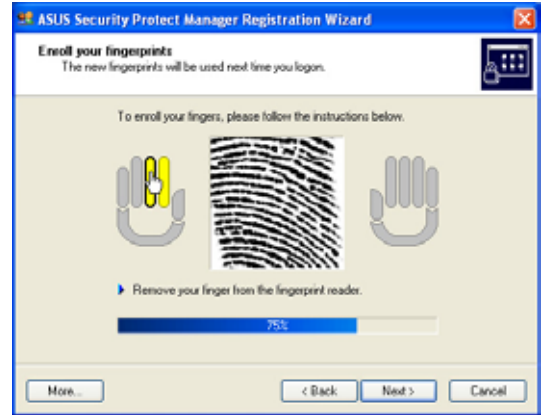 ASUS Security Protect Manager Registration Wizard
Enroll your fingerprints
The new fingerprints will be used next time you logon.
To enroll your fingers, please follow the instructions below.
Remove your finger from the fingerprint reader.
75%
More... < Back Next > Cancel